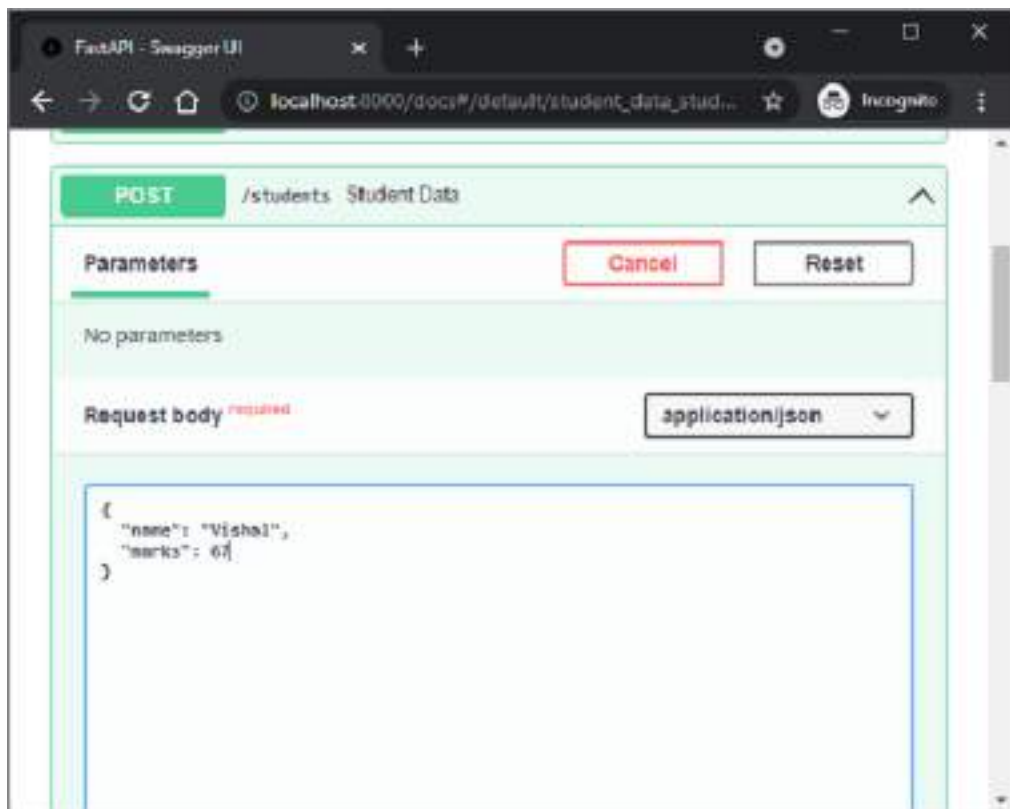 FastAPI - Swagger UI
localhost:8000/docs#/default/student_data_stud... Incognito
POST /students Student Data
Parameters Cancel Reset
No parameters
Request body required application/json
{
"name": "Vishal",
"marks": 67
}